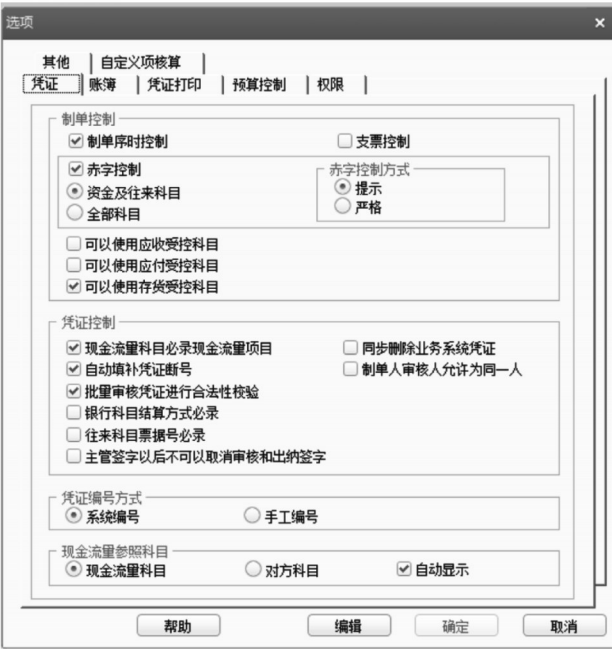 选项
其他 自定义项核算
凭证 账簿 凭证打印 预算控制 权限
制单控制
制单序时控制 支票控制
赤字控制 赤字控制方式
资金及往来科目 提示
全部科目 严格
可以使用应收受控科目
可以使用应付受控科目
可以使用存货受控科目
凭证控制
现金流量科目必录现金流量项目 同步删除业务系统凭证
自动填补凭证断号 制单人审核人允许为同一人
批量审核凭证进行合法性校验
银行科目结算方式必录
往来科目票据号必录
主管签字以后不可以取消审核和出纳签字
凭证编号方式
系统编号 手工编号
现金流量参照科目
现金流量科目 对方科目 自动显示
帮助 编辑 确定 取消